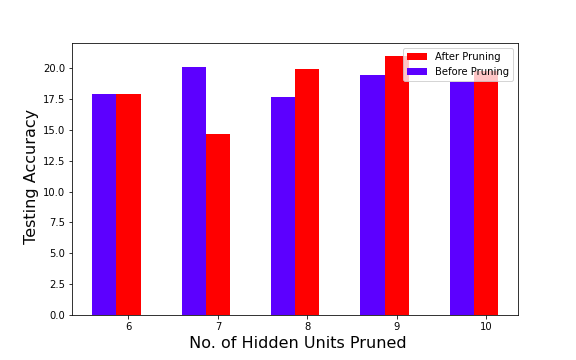 After Pruning
Before Pruning
20.0
17.5
15.0
12.5
10.0
7.5
5.0
2.5
0.0
Testing Accuracy
6 7 8 9 10
No. of Hidden Units Pruned